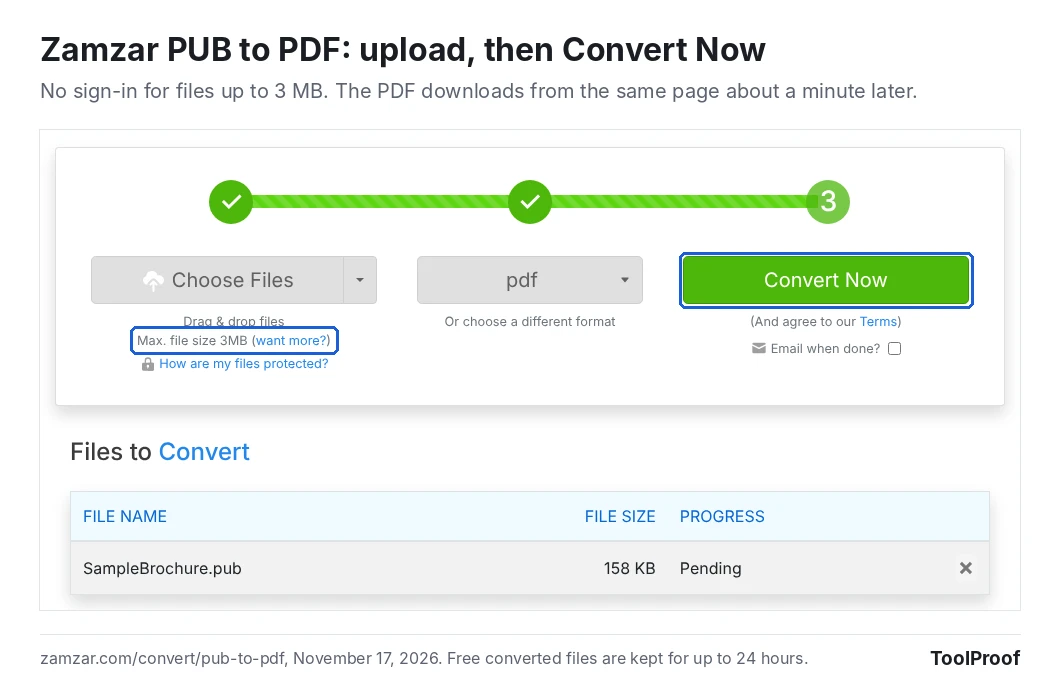 Zamzar PUB to PDF: upload, then Convert Now
No sign-in for files up to 3 MB. The PDF downloads from the same page about a minute later.
3
Choose Files
pdf
Convert Now
Drag & drop files
Or choose a different format
(And agree to our Terms)
Max. file size 3MB (want more?)
Email when done?
How are my files protected?
Files to Convert
FILE NAME FILE SIZE PROGRESS
SampleBrochure.pub 158 KB Pending
zamzar.com/convert/pub-to-pdf, November 17, 2026. Free converted files are kept for up to 24 hours.
ToolProof